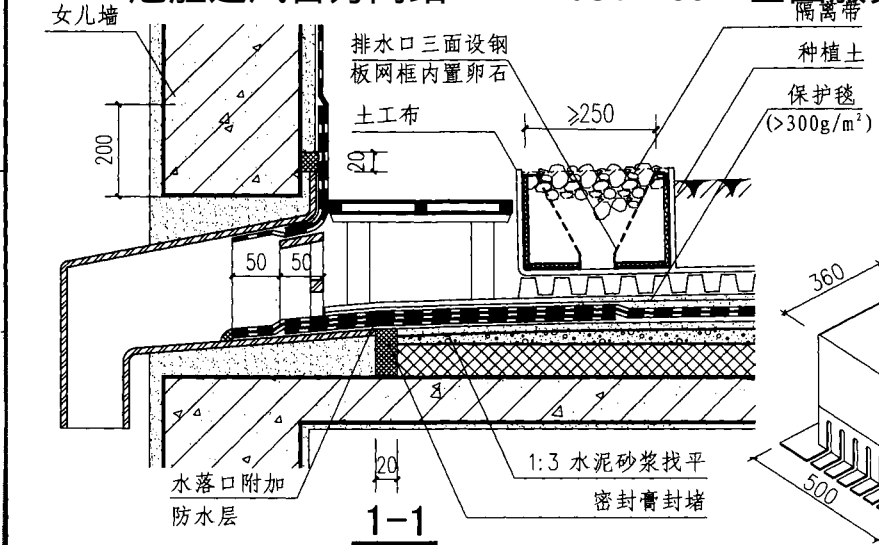 女儿墙
隔离带
排水口三面设钢
板网框内置卵石
种植土
土工布
≥250
保护毯
(>300g/m²)
200
20
50
50
360
500
水落口附加
防水层
20
1:3 水泥砂浆找平
密封膏封堵
1-1